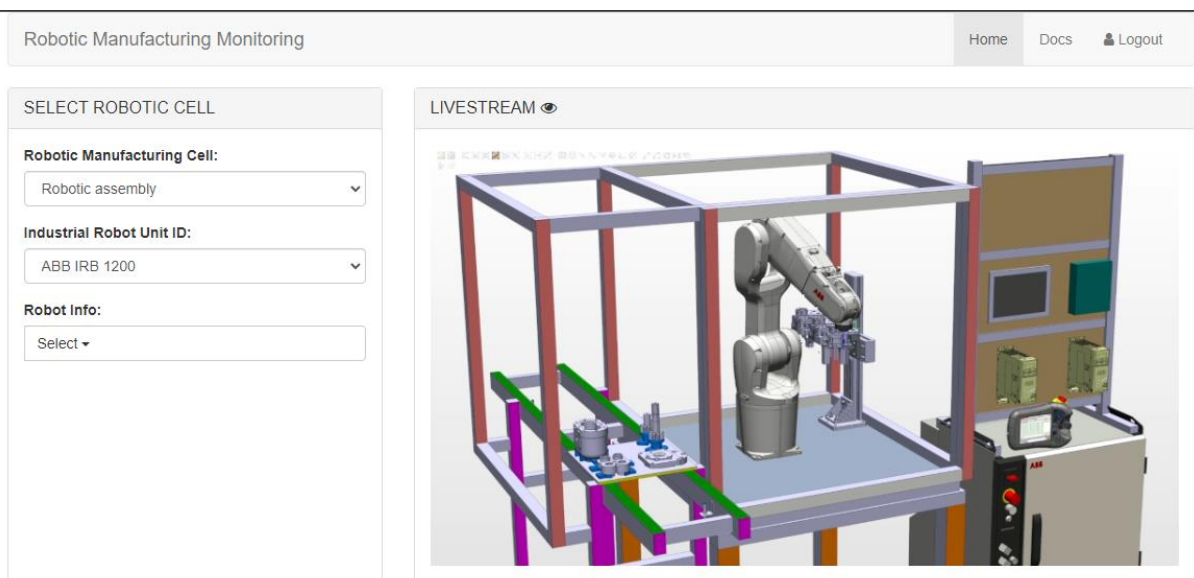 Robotic Manufacturing Monitoring
Home
Docs
Logout
SELECT ROBOTIC CELL
Robotic Manufacturing Cell:
Robotic assembly
Industrial Robot Unit ID:
ABB IRB 1200
Robot Info:
Select
LIVESTREAM
ABB
ABB